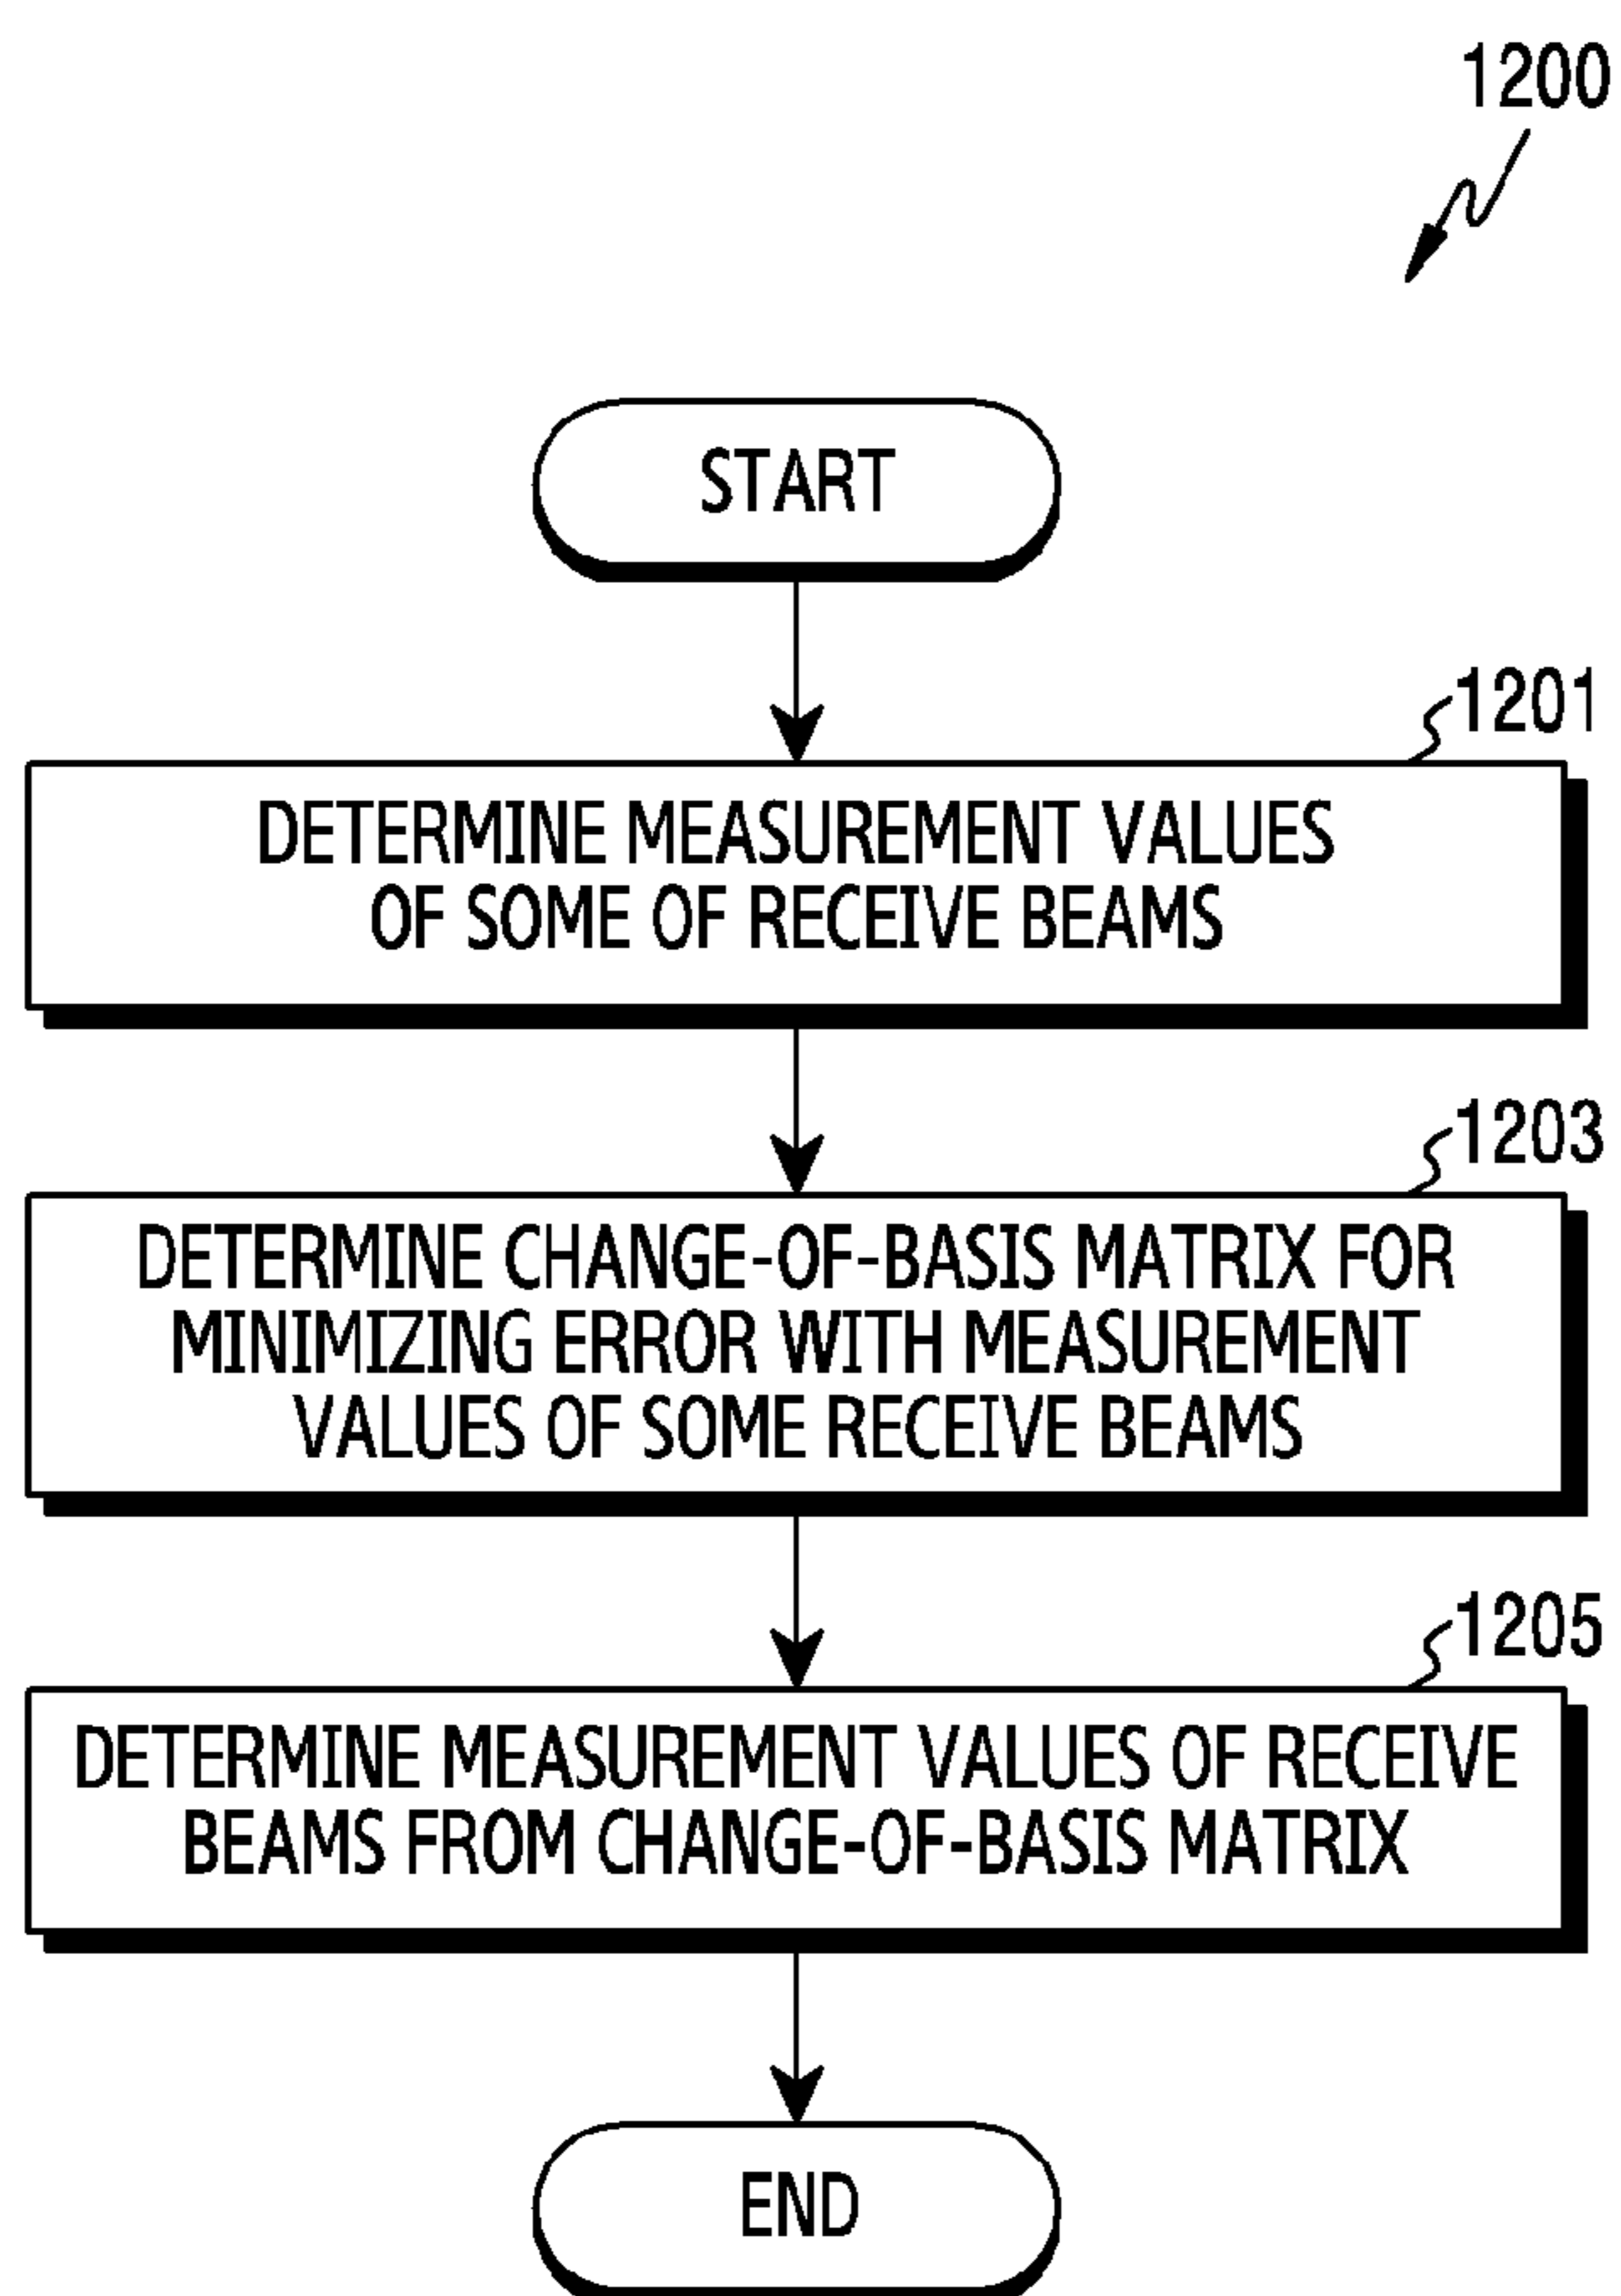 1200
START
1201
DETERMINE MEASUREMENT VALUES
OF SOME OF RECEIVE BEAMS
1203
DETERMINE CHANGE-OF-BASIS MATRIX FOR
MINIMIZING ERROR WITH MEASUREMENT
VALUES OF SOME RECEIVE BEAMS
1205
DETERMINE MEASUREMENT VALUES OF RECEIVE
BEAMS FROM CHANGE-OF-BASIS MATRIX
END